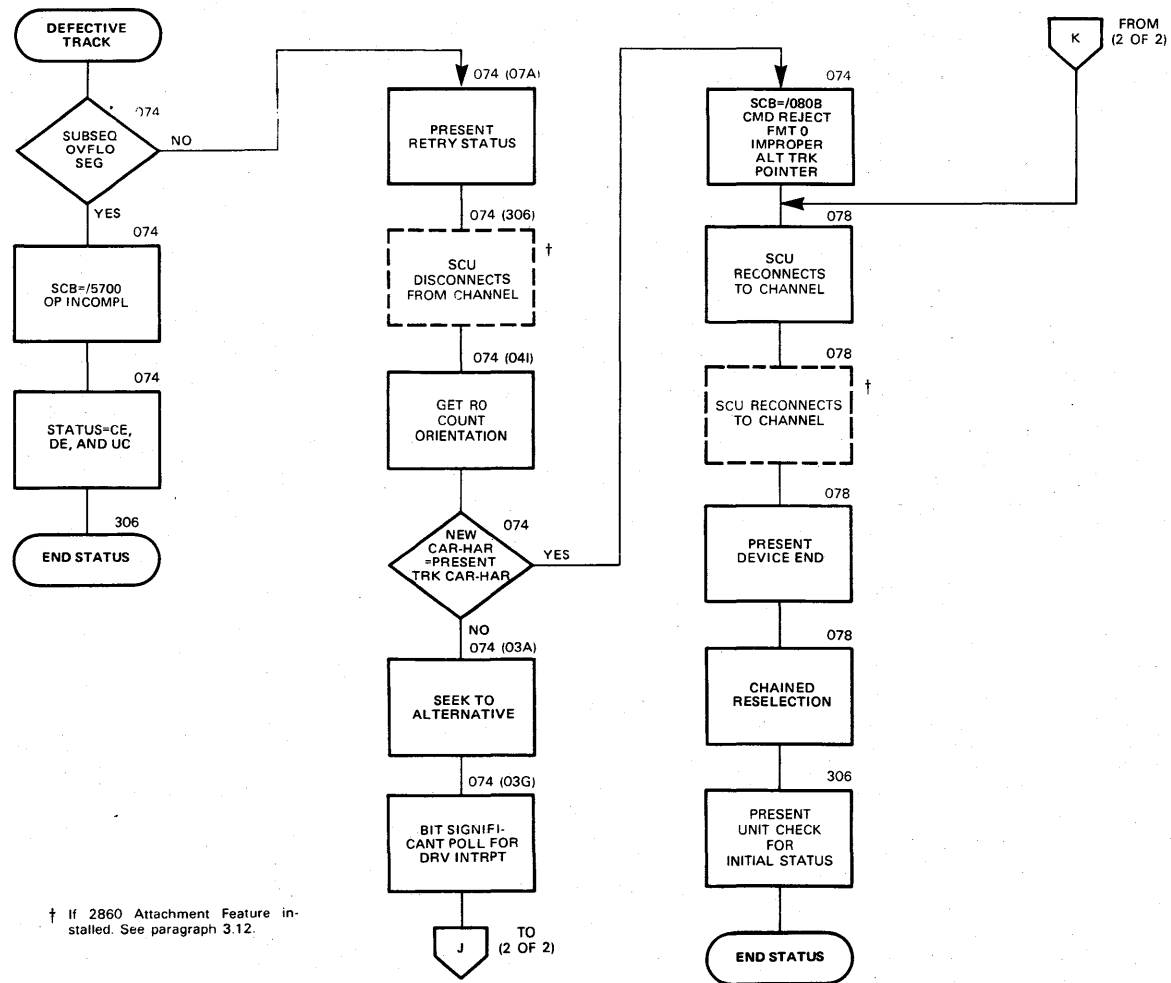 DEFECTIVE
TRACK
074
SUBSEQ
OVFLO
SEG
NO
YES
074
SCB=/5700
OP INCOMPL
074
STATUS=CE,
DE, AND UC
306
END STATUS
† If 2860 Attachment Feature in-
stalled. See paragraph 3.12.
074 (07A)
PRESENT
RETRY STATUS
074 (306)
SCU
DISCONNECTS
FROM CHANNEL
†
074 (04I)
GET R0
COUNT
ORIENTATION
074
NEW
CAR-HAR
=PRESENT
TRK CAR-HAR
YES
NO
074 (03A)
SEEK TO
ALTERNATIVE
074 (03G)
BIT SIGNIFI-
CANT POLL FOR
DRV INTRPT
J
TO
(2 OF 2)
K
FROM
(2 OF 2)
074
SCB=/080B
CMD REJECT
FMT 0
IMPROPER
ALT TRK
POINTER
078
SCU
RECONNECTS
TO CHANNEL
078
SCU RECONNECTS
TO CHANNEL
†
078
PRESENT
DEVICE END
078
CHAINED
RESELECTION
306
PRESENT
UNIT CHECK
FOR
INITIAL STATUS
END STATUS